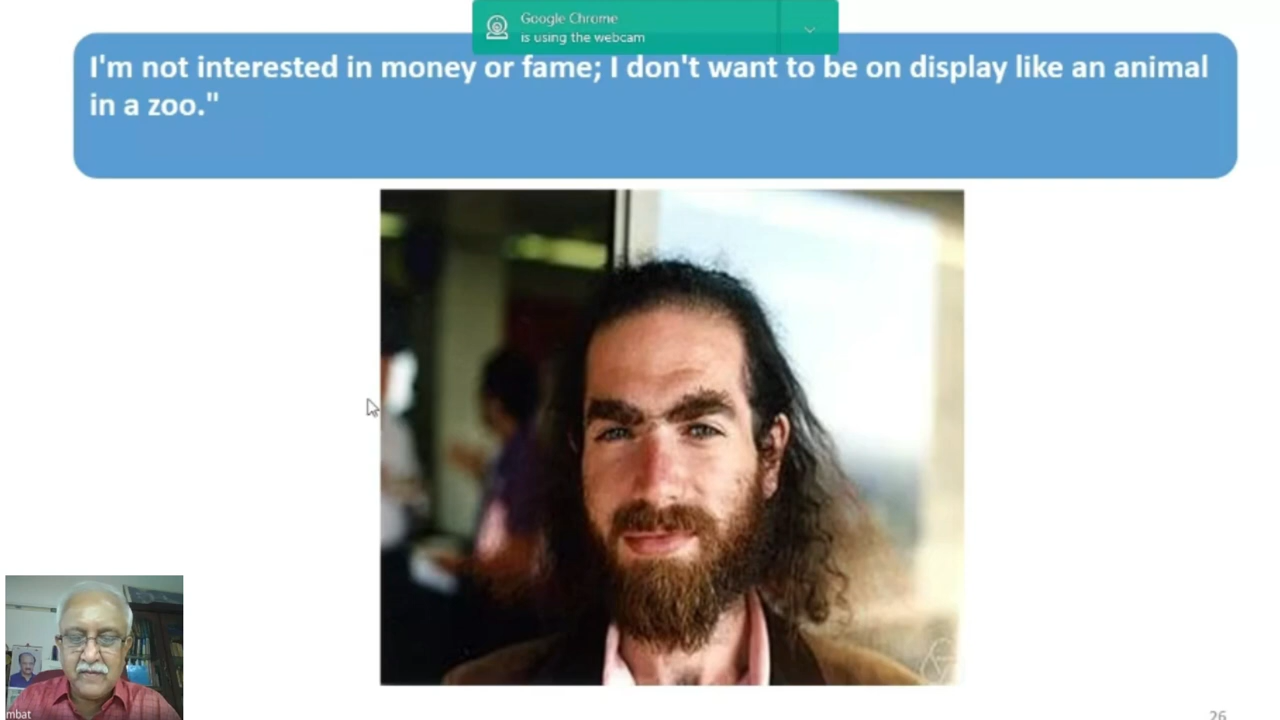 Google Chrome
is using the webcam
I'm not interested in money or fame; I don't want to be on display like an animal
in a zoo."
mbat
26